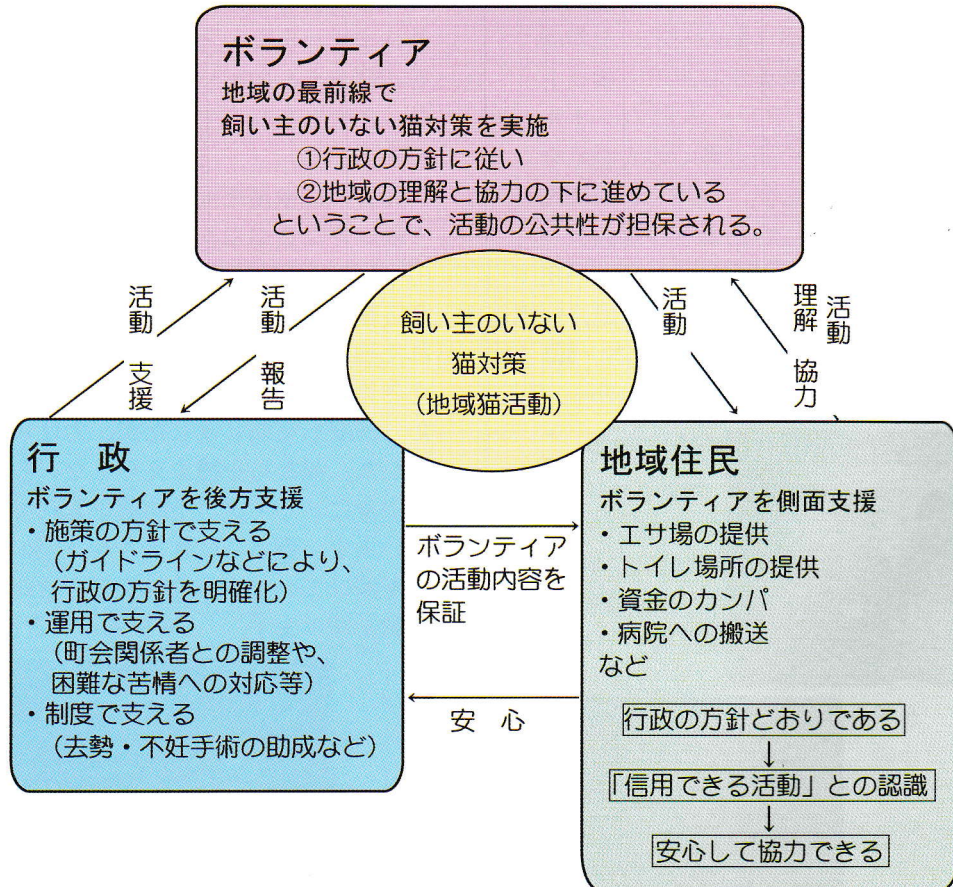 ボランティア
地域の最前線で
飼い主のいない猫対策を実施
①行政の方針に従い
②地域の理解と協力の下に進めている
ということで、活動の公共性が担保される。
活動
支援
活動
報告
飼い主のいない
猫対策
(地域猫活動)
活動
理解
協力
活動
行 政
ボランティアを後方支援
・施策の方針で支える
(ガイドラインなどにより、
行政の方針を明確化)
・運用で支える
(町会関係者との調整や、
困難な苦情への対応等)
・制度で支える
(去勢・不妊手術の助成など)
ボランティア
の活動内容を
保証
安 心
地域住民
ボランティアを側面支援
・エサ場の提供
・トイレ場所の提供
・資金のカンパ
・病院への搬送
など
行政の方針どおりである
↓
「信用できる活動」との認識
↓
安心して協力できる